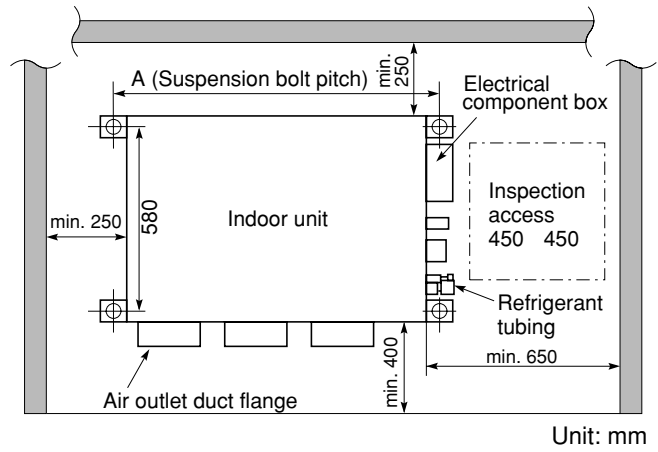 A (Suspension bolt pitch)
min.
250
Electrical
component box
min. 250
580
Indoor unit
Inspection
access
450 450
Refrigerant
tubing
min. 400
min. 650
Air outlet duct flange
Unit: mm